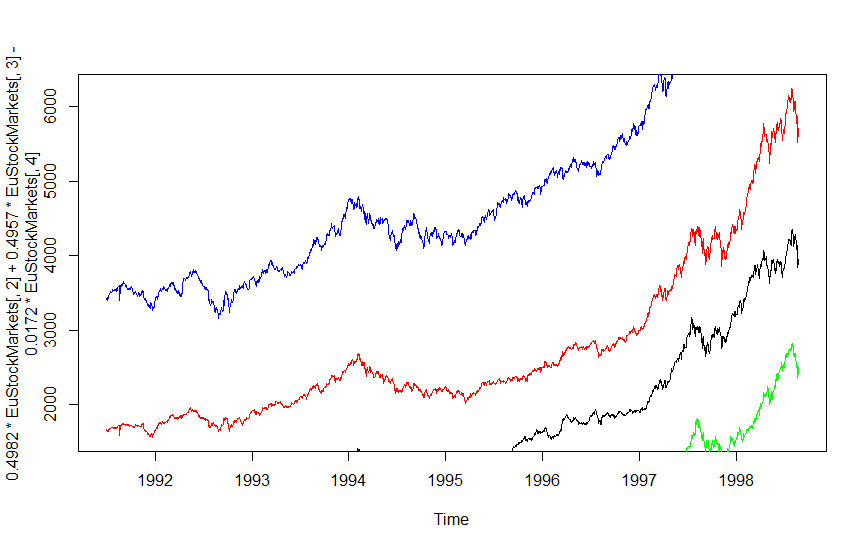 0.4982 * EuStockMarkets[, 2] + 0.4957 * EuStockMarkets[, 3] -
0.0172 * EuStockMarkets[, 4]
6000
5000
4000
3000
2000
1992 1993 1994 1995 1996 1997 1998
Time